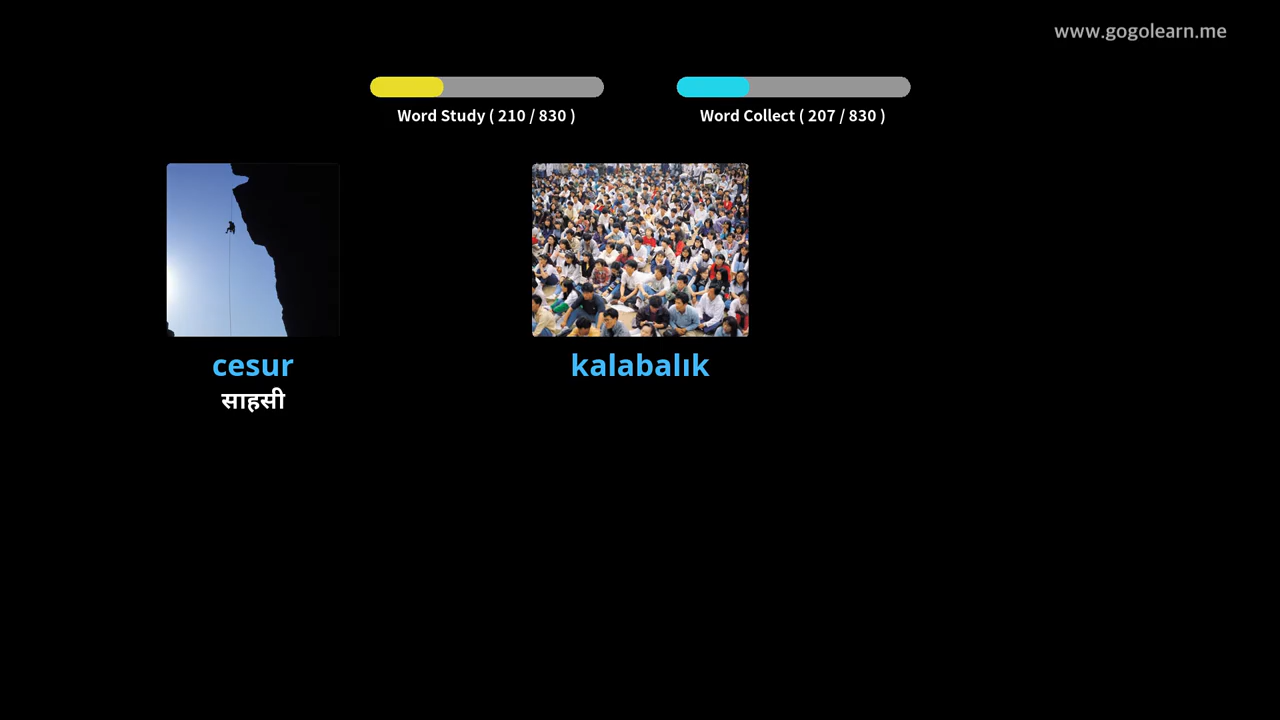 www.gogolearn.me
Word Study ( 210 / 830 )
Word Collect ( 207 / 830 )
cesur
साहसी
kalabalık